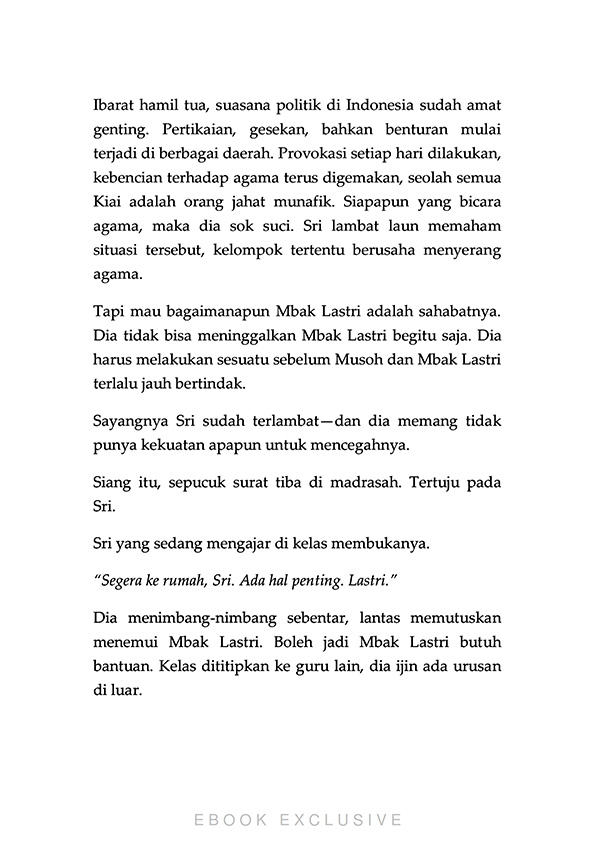 Ibarat hamil tua, suasana politik di Indonesia sudah amat
genting. Pertikaian, gesekan, bahkan benturan mulai
terjadi di berbagai daerah. Provokasi setiap hari dilakukan,
kebencian terhadap agama terus digemakan, seolah semua
Kiai adalah orang jahat munafik. Siapapun yang bicara
agama, maka dia sok suci. Sri lambat laun memaham
situasi tersebut, kelompok tertentu berusaha menyerang
agama.
Tapi mau bagaimanapun Mbak Lastri adalah sahabatnya.
Dia tidak bisa meninggalkan Mbak Lastri begitu saja. Dia
harus melakukan sesuatu sebelum Musoh dan Mbak Lastri
terlalu jauh bertindak.
Sayangnya Sri sudah terlambat—dan dia memang tidak
punya kekuatan apapun untuk mencegahnya.
Siang itu, sepucuk surat tiba di madrasah. Tertuju pada
Sri.
Sri yang sedang mengajar di kelas membukanya.
“Segera ke rumah, Sri. Ada hal penting. Lastri.”
Dia menimbang-nimbang sebentar, lantas memutuskan
menemui Mbak Lastri. Boleh jadi Mbak Lastri butuh
bantuan. Kelas dititipkan ke guru lain, dia ijin ada urusan
di luar.
EBOOK EXCLUSIVE